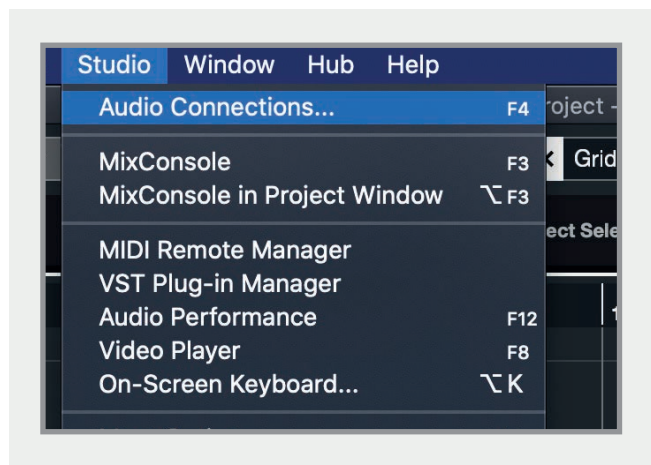 Studio Window Hub Help
Audio Connections... F4
roject -
MixConsole F3
Grid
MixConsole in Project Window ⌥ F3
ect Sele
MIDI Remote Manager
VST Plug-in Manager
Audio Performance F12
Video Player F8
On-Screen Keyboard... ⌥ K